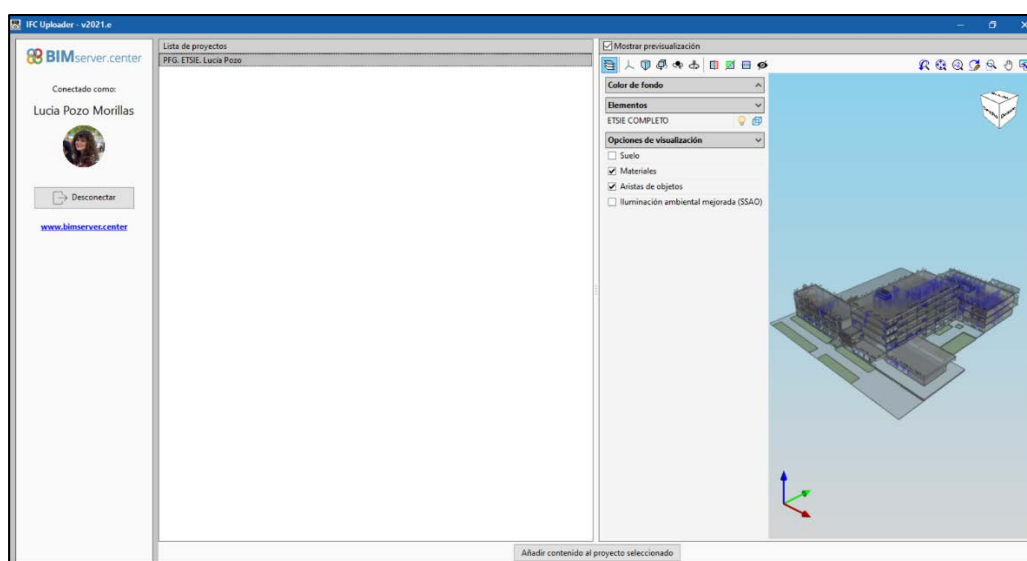 IFC Uploader - v2021.e
BIMserver.center
Conectado como:
Lucia Pozo Morillas
Desconectar
www.bimserver.center
Lista de proyectos
PFG. ETSIE. Lucía Pozo
Mostrar previsualización
Color de fondo
Elementos
ETSIE COMPLETO
Opciones de visualización
Suelo
Materiales
Aristas de objetos
Iluminación ambiental mejorada (SSAO)
Añadir contenido al proyecto seleccionado